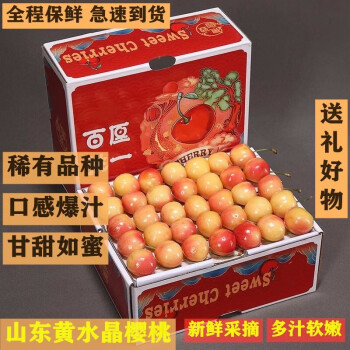 全程保鲜 急速到货
Sweet Cherries
送礼好物
稀有品种
口感爆汁
甘甜如蜜
CHERRY
Sweet Cherries
山东黄水晶樱桃
新鲜采摘
多汁软嫩